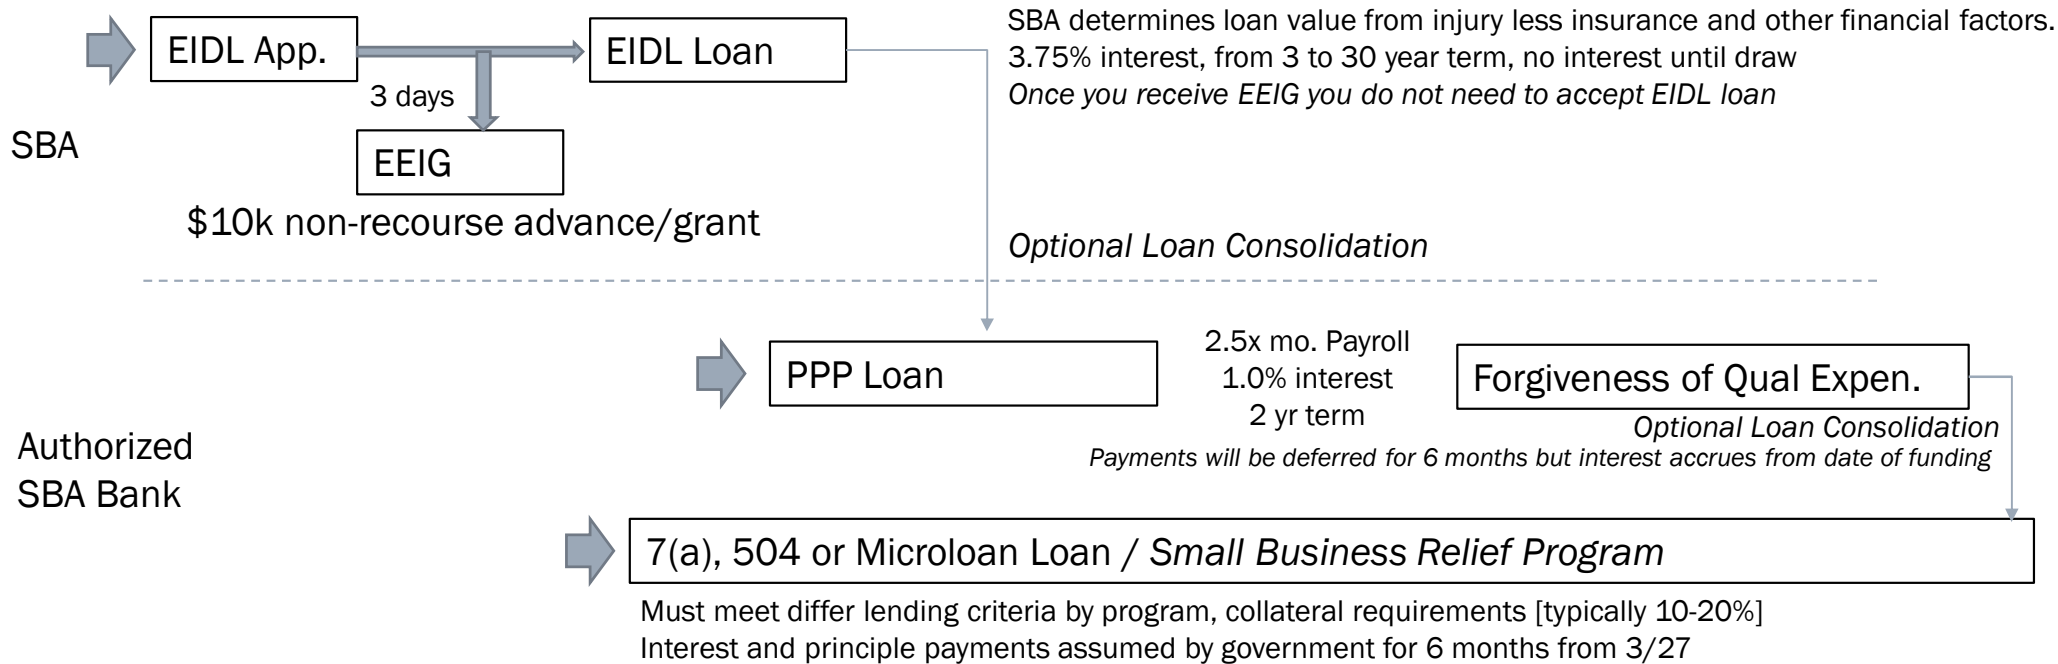 EIDL App.
EIDL Loan
SBA determines loan value from injury less insurance and other financial factors.
3.75% interest, from 3 to 30 year term, no interest until draw
Once you receive EEIG you do not need to accept EIDL loan
3 days
SBA
EEIG
$10k non-recourse advance/grant
Optional Loan Consolidation
PPP Loan
2.5x mo. Payroll
1.0% interest
2 yr term
Forgiveness of Qual Expen.
Optional Loan Consolidation
Payments will be deferred for 6 months but interest accrues from date of funding
Authorized
SBA Bank
7(a), 504 or Microloan Loan / Small Business Relief Program
Must meet differ lending criteria by program, collateral requirements [typically 10-20%]
Interest and principle payments assumed by government for 6 months from 3/27